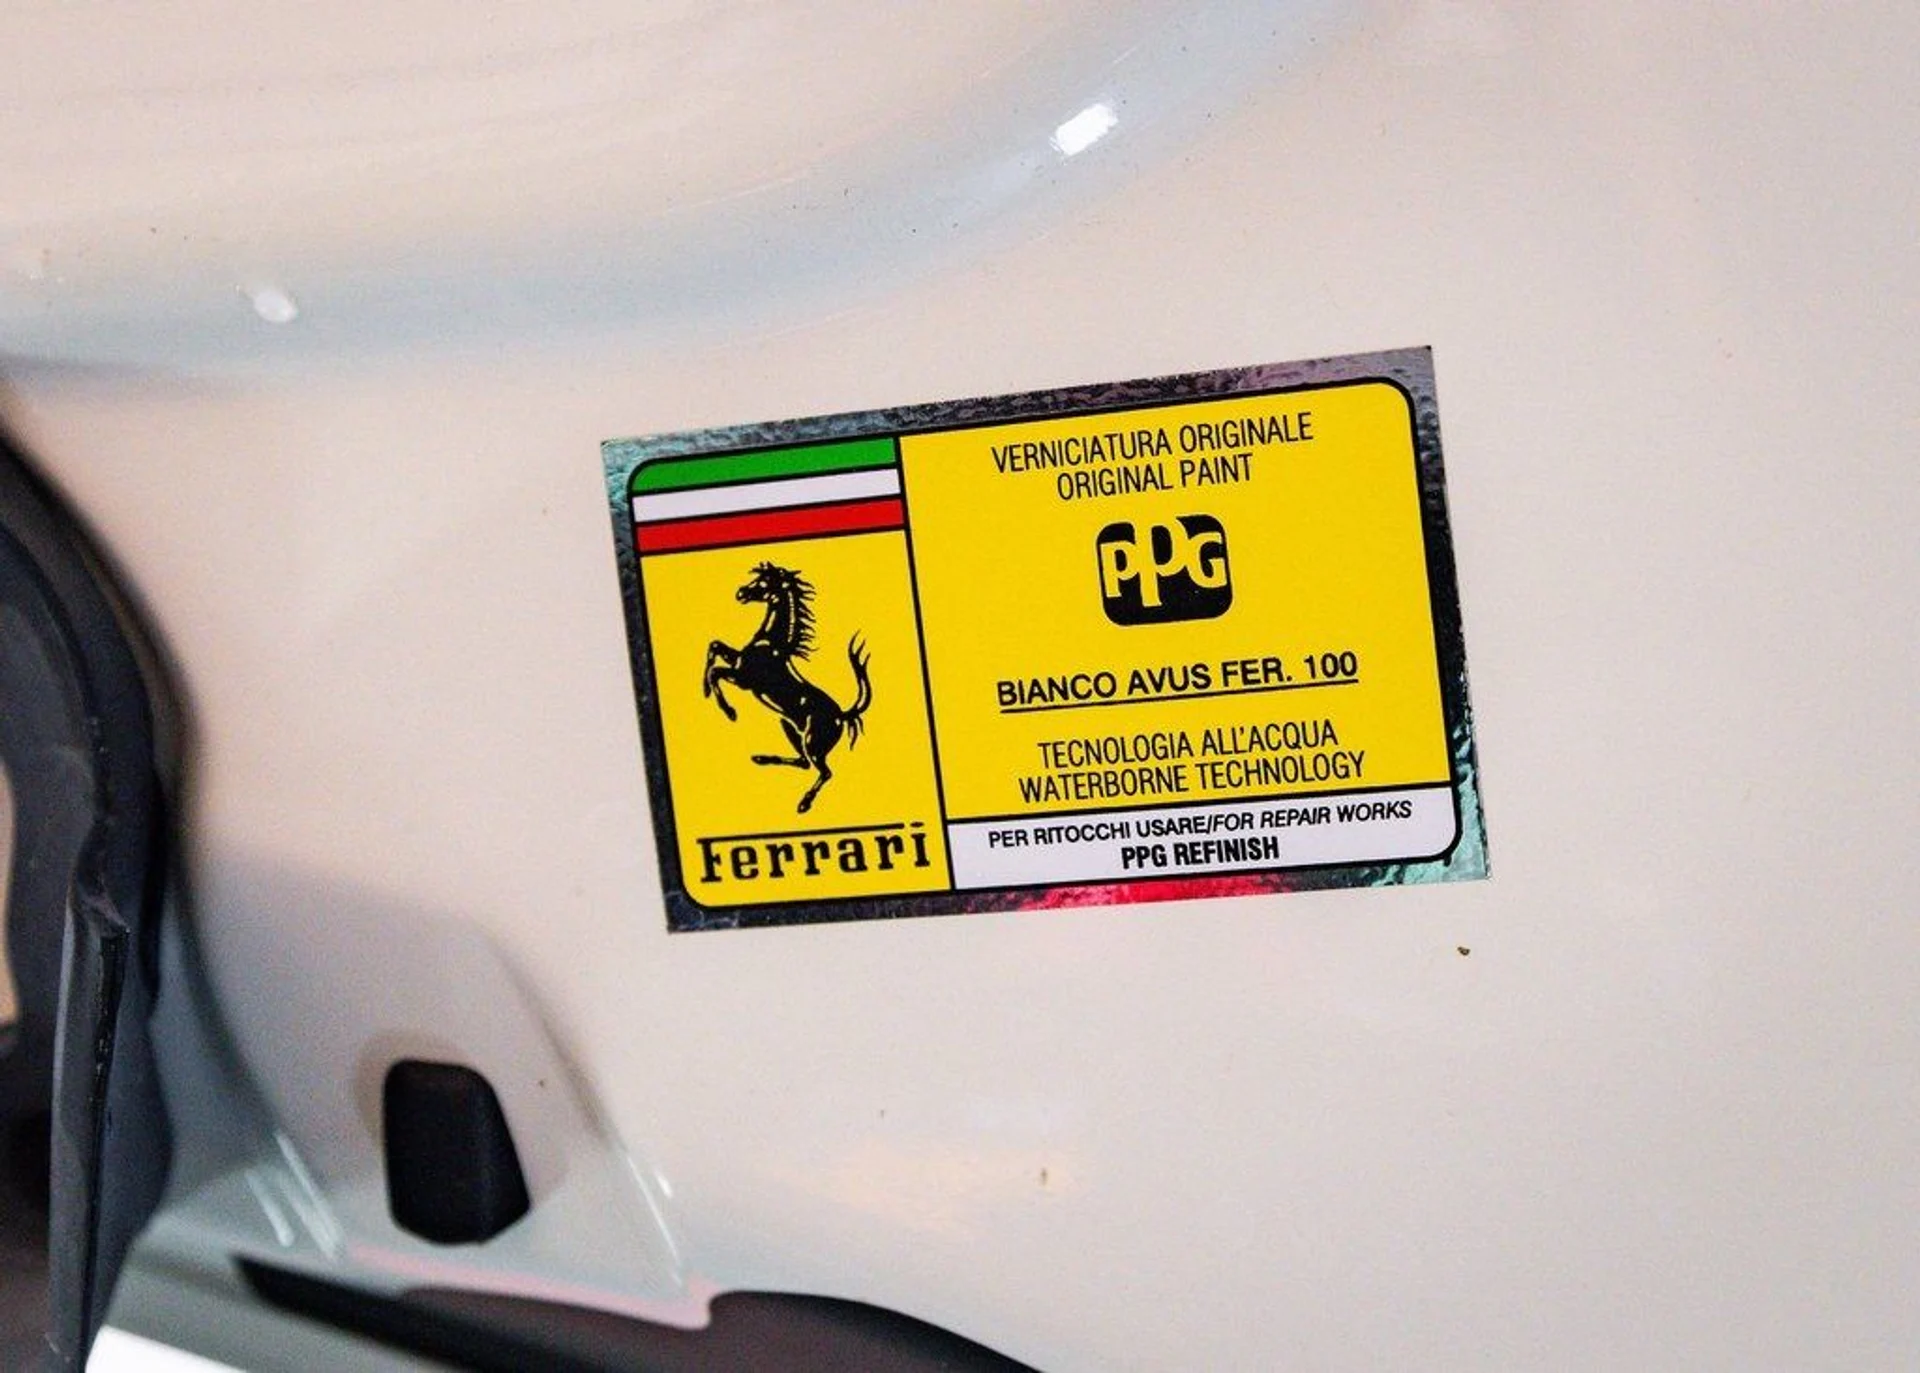 VERNICIATURA ORIGINALE
ORIGINAL PAINT
PPG
BIANCO AVUS FER. 100
TECNOLOGIA ALL'ACQUA
WATERBORNE TECHNOLOGY
PER RITOCCHI USARE/FOR REPAIR WORKS
PPG REFINISH
Ferrari